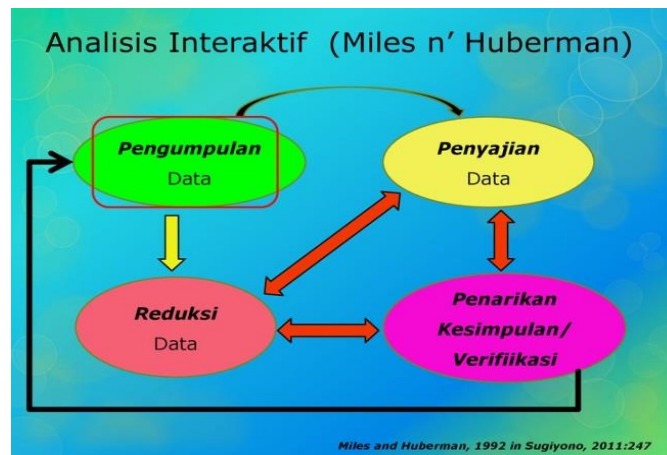 Analisis Interaktif (Miles n' Huberman)
Pengumpulan
Data
Penyajian
Data
Reduksi
Data
Penarikan
Kesimpulan/
Verifiikasi
Miles and Huberman, 1992 in Sugiyono, 2011:247